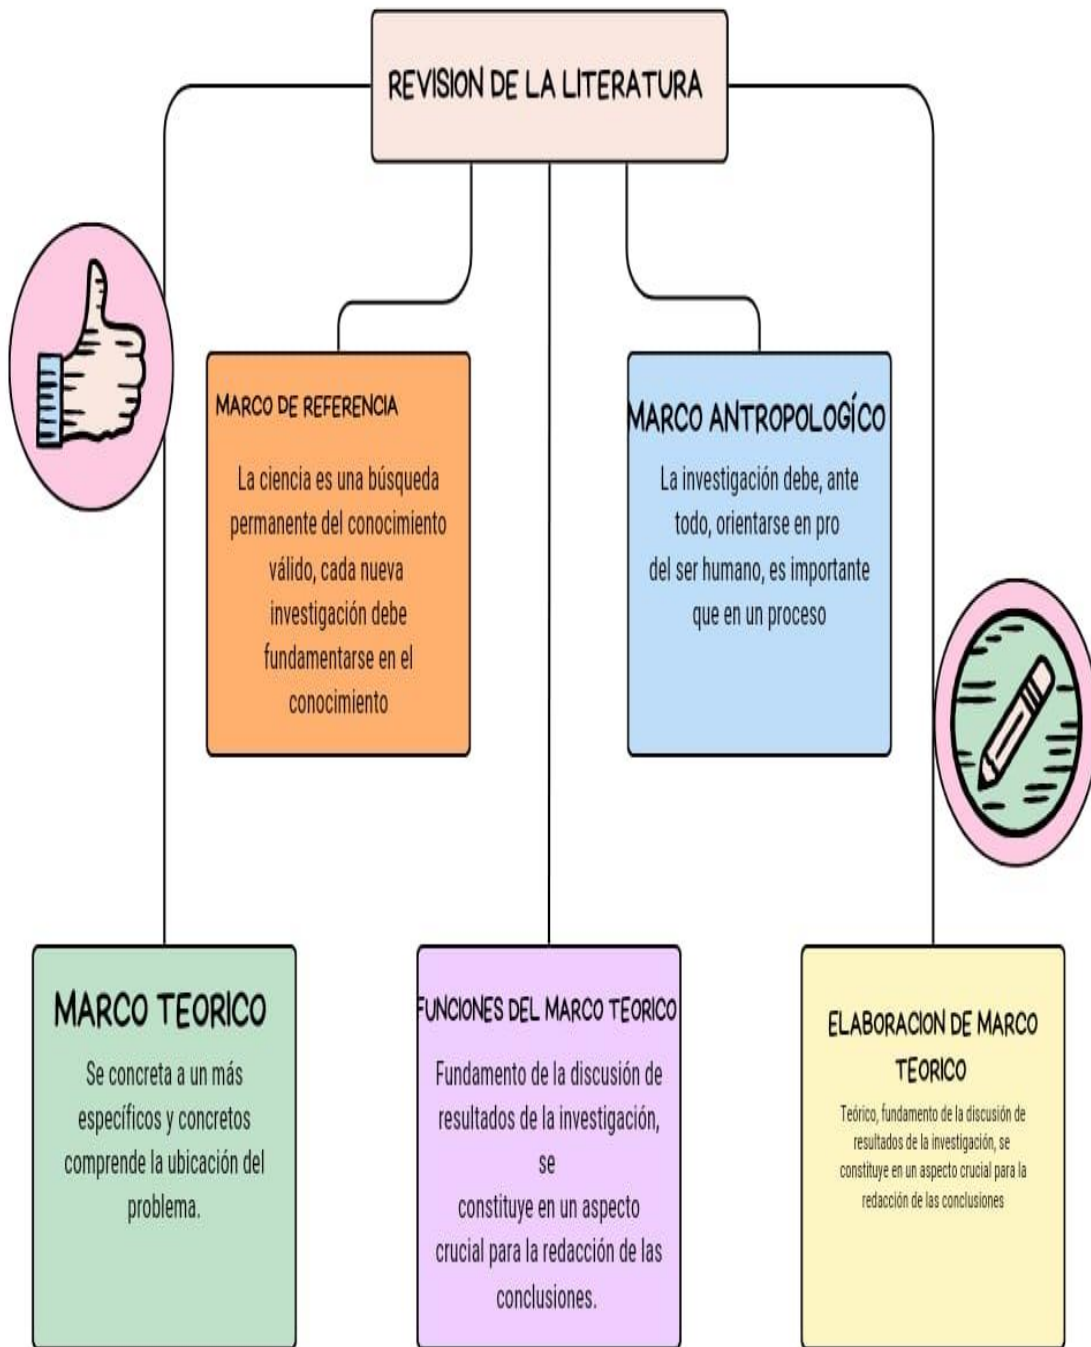 REVISION DE LA LITERATURA
MARCO DE REFERENCIA
La ciencia es una búsqueda
permanente del conocimiento
válido, cada nueva
investigación debe
fundamentarse en el
conocimiento
MARCO ANTROPOLOGÍCO
La investigación debe, ante
todo, orientarse en pro
del ser humano, es importante
que en un proceso
MARCO TEORICO
Se concreta a un más
específicos y concretos
comprende la ubicación del
problema.
FUNCIONES DEL MARCO TEORICO
Fundamento de la discusión de
resultados de la investigación,
se
constituye en un aspecto
crucial para la redacción de las
conclusiones.
ELABORACION DE MARCO
TEORICO
Teórico, fundamento de la discusión de
resultados de la investigación, se
constituye en un aspecto crucial para la
redacción de las conclusiones